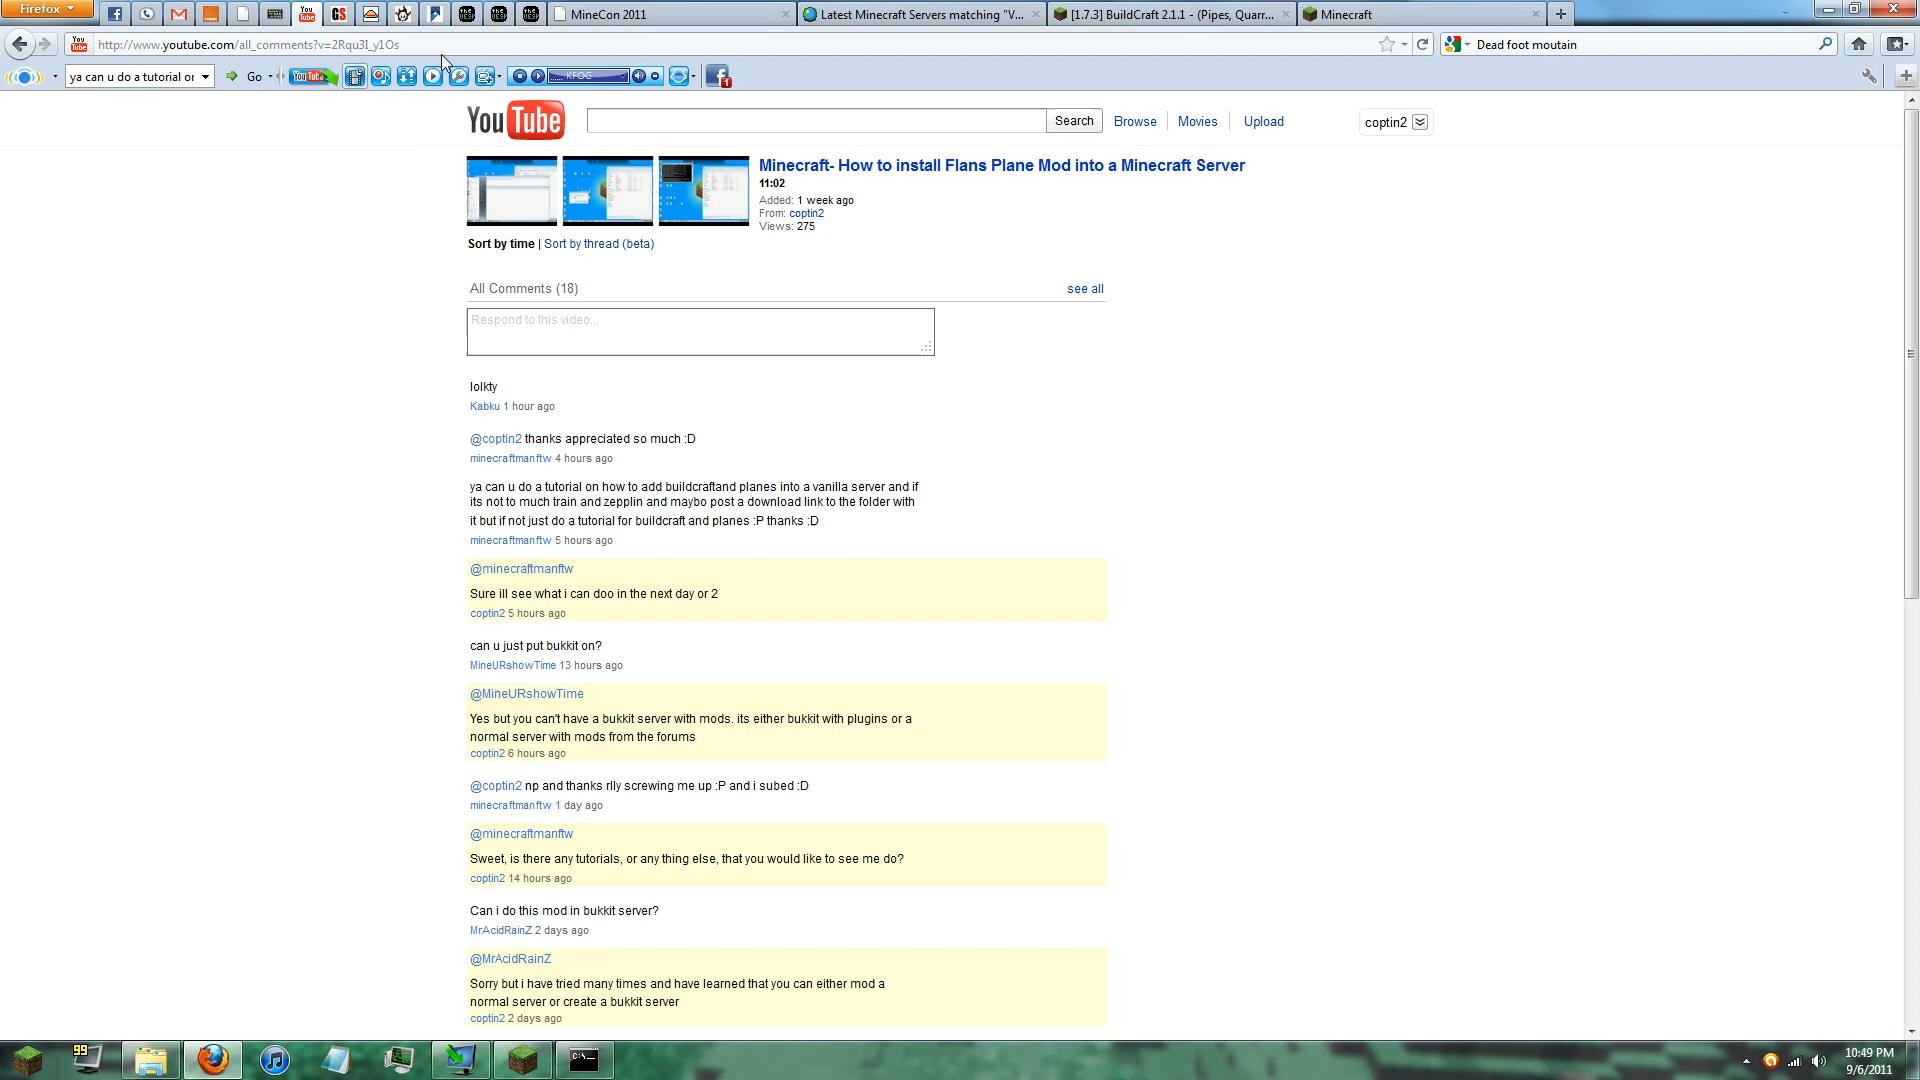 Firefox
MineCon 2011
Latest Minecraft Servers matching "V...
[1.7.3] BuildCraft 2.1.1 - (Pipes, Quarr...
Minecraft
http://www.youtube.com/all_comments?v=2Rqu3I_y1Os
Dead foot moutain
ya can u do a tutorial or
Go
YouTube
KFOG
1
YouTube
Search
Browse
Movies
Upload
coptin2
Minecraft- How to install Flans Plane Mod into a Minecraft Server
11:02
Added: 1 week ago
From: coptin2
Views: 275
Sort by time | Sort by thread (beta)
All Comments (18)
see all
Respond to this video...
lolkty
Kabku 1 hour ago
@coptin2 thanks appreciated so much :D
minecraftmanftw 4 hours ago
ya can u do a tutorial on how to add buildcraftand planes into a vanilla server and if
its not to much train and zepplin and maybo post a download link to the folder with
it but if not just do a tutorial for buildcraft and planes :P thanks :D
minecraftmanftw 5 hours ago
@minecraftmanftw
Sure ill see what i can doo in the next day or 2
coptin2 5 hours ago
can u just put bukkit on?
MineURshowTime 13 hours ago
@MineURshowTime
Yes but you can't have a bukkit server with mods. its either bukkit with plugins or a
normal server with mods from the forums
coptin2 6 hours ago
@coptin2 np and thanks rlly screwing me up :P and i subed :D
minecraftmanftw 1 day ago
@minecraftmanftw
Sweet, is there any tutorials, or any thing else, that you would like to see me do?
coptin2 14 hours ago
Can i do this mod in bukkit server?
MrAcidRainZ 2 days ago
@MrAcidRainZ
Sorry but i have tried many times and have learned that you can either mod a
normal server or create a bukkit server
coptin2 2 days ago
99
C:\
10:49 PM
9/6/2011